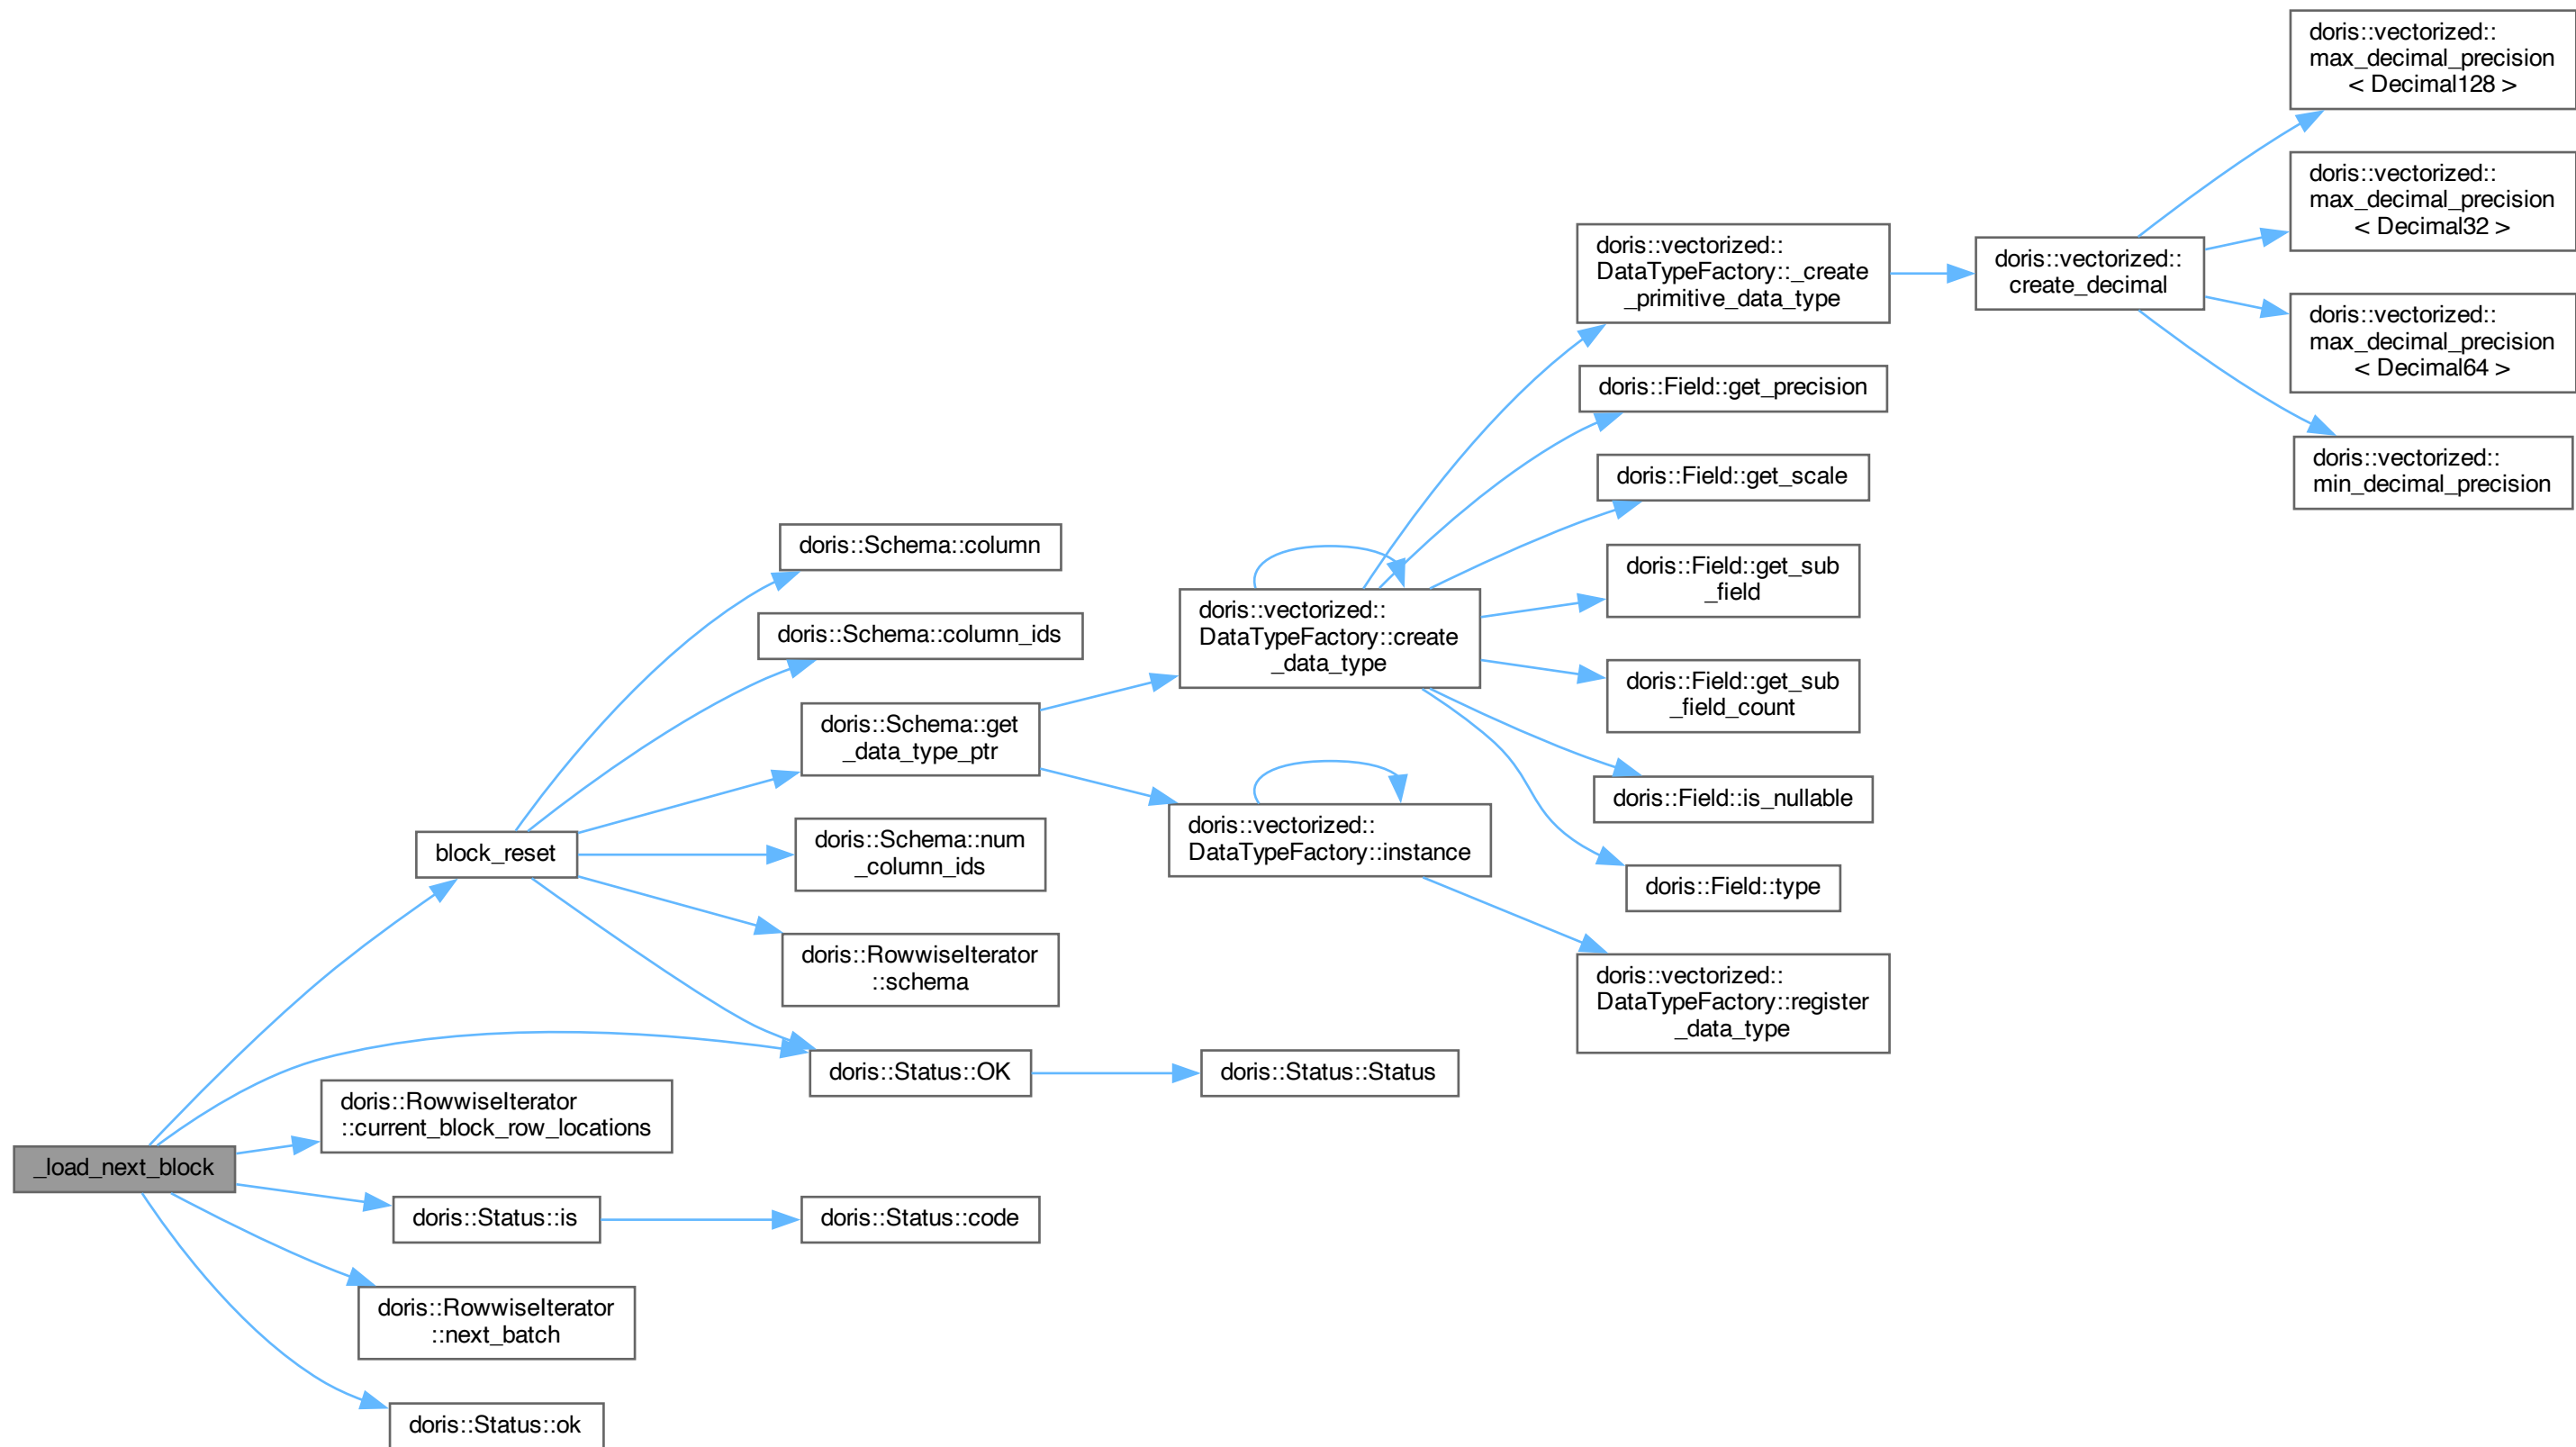 _load_next_block
block_reset
doris::RowwiseIterator
::current_block_row_locations
doris::Status::is
doris::RowwiseIterator
::next_batch
doris::Status::ok
doris::Schema::column
doris::Schema::column_ids
doris::Schema::get
_data_type_ptr
doris::Schema::num
_column_ids
doris::RowwiseIterator
::schema
doris::Status::OK
doris::Status::code
doris::vectorized::
DataTypeFactory::create
_data_type
doris::vectorized::
DataTypeFactory::instance
doris::Status::Status
doris::vectorized::
DataTypeFactory::_create
_primitive_data_type
doris::Field::get_precision
doris::Field::get_scale
doris::Field::get_sub
_field
doris::Field::get_sub
_field_count
doris::Field::is_nullable
doris::Field::type
doris::vectorized::
DataTypeFactory::register
_data_type
doris::vectorized::
create_decimal
doris::vectorized::
max_decimal_precision
< Decimal128 >
doris::vectorized::
max_decimal_precision
< Decimal32 >
doris::vectorized::
max_decimal_precision
< Decimal64 >
doris::vectorized::
min_decimal_precision